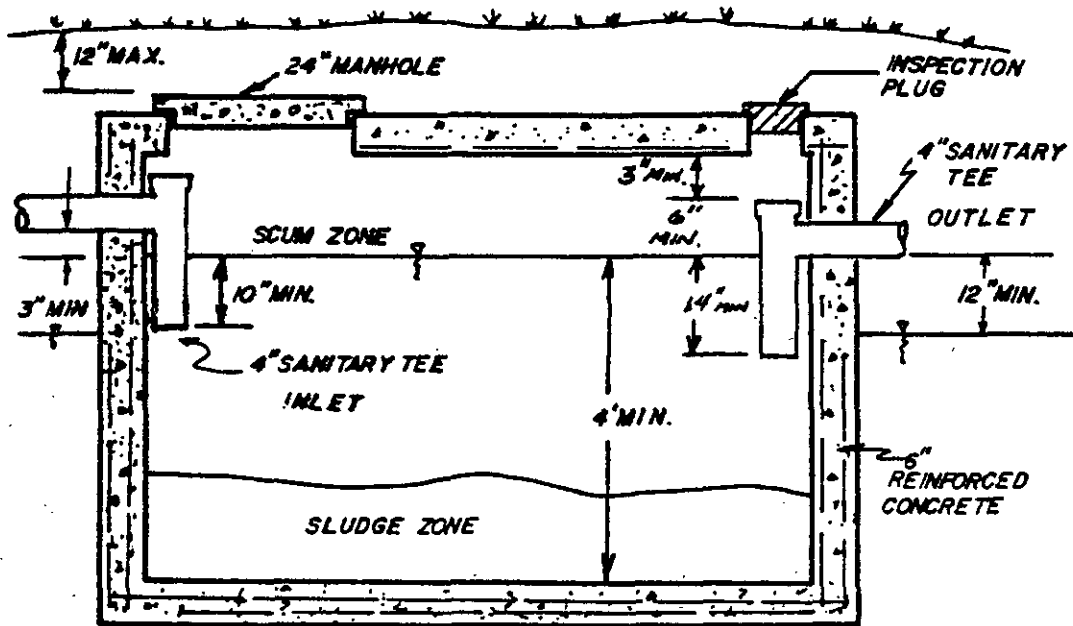 12" MAX.
24" MANHOLE
INSPECTION
PLUG
3" MIN.
4" SANITARY
TEE
OUTLET
6"
MIN.
SCUM ZONE
10" MIN.
14" MIN
3" MIN
12" MIN.
4" SANITARY TEE
INLET
4' MIN.
6"
REINFORCED
CONCRETE
SLUDGE ZONE